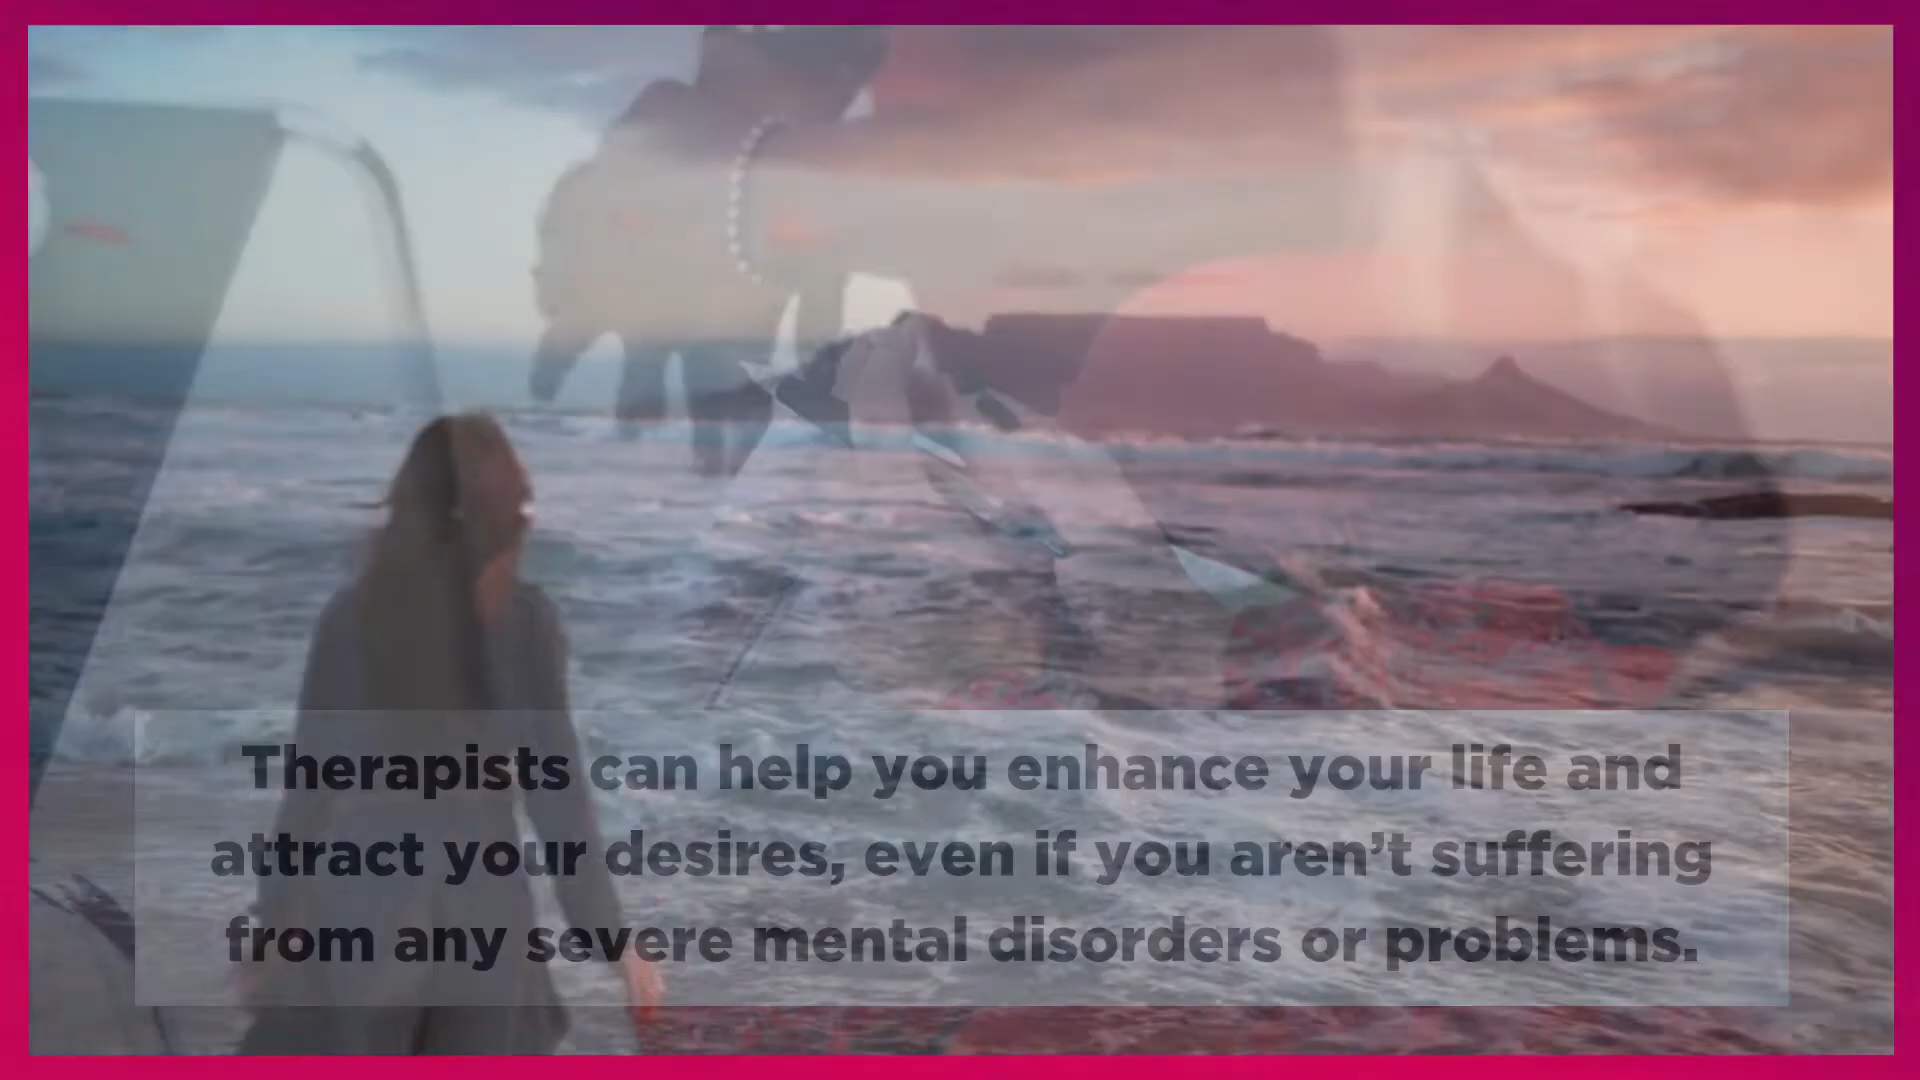 Therapists can help you enhance your life and
attract your desires, even if you aren’t suffering
from any severe mental disorders or problems.